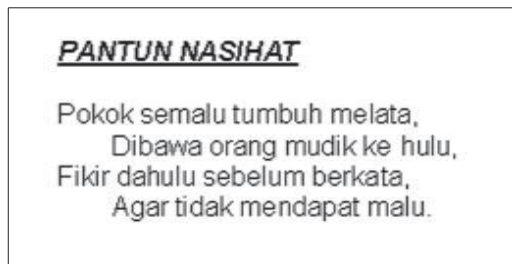 PANTUN NASIHAT
Pokok semalu tumbuh melata,
Dibawa orang mudik ke hulu,
Fikir dahulu sebelum berkata,
Agar tidak mendapat malu.